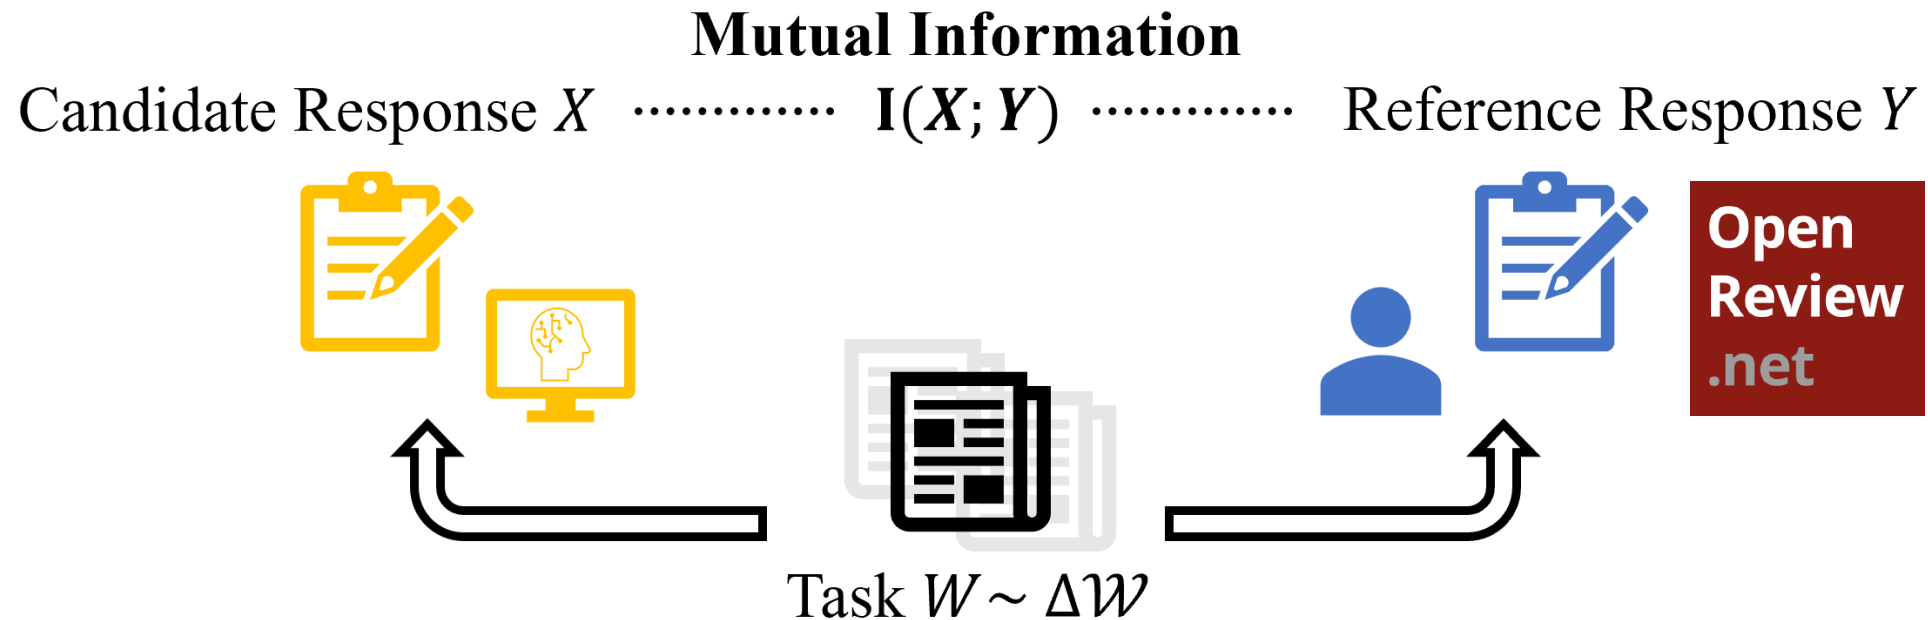 Mutual Information
Candidate Response X ············ I(X; Y) ············ Reference Response Y
Open
Review
.net
Task W ~ Δ𝒲